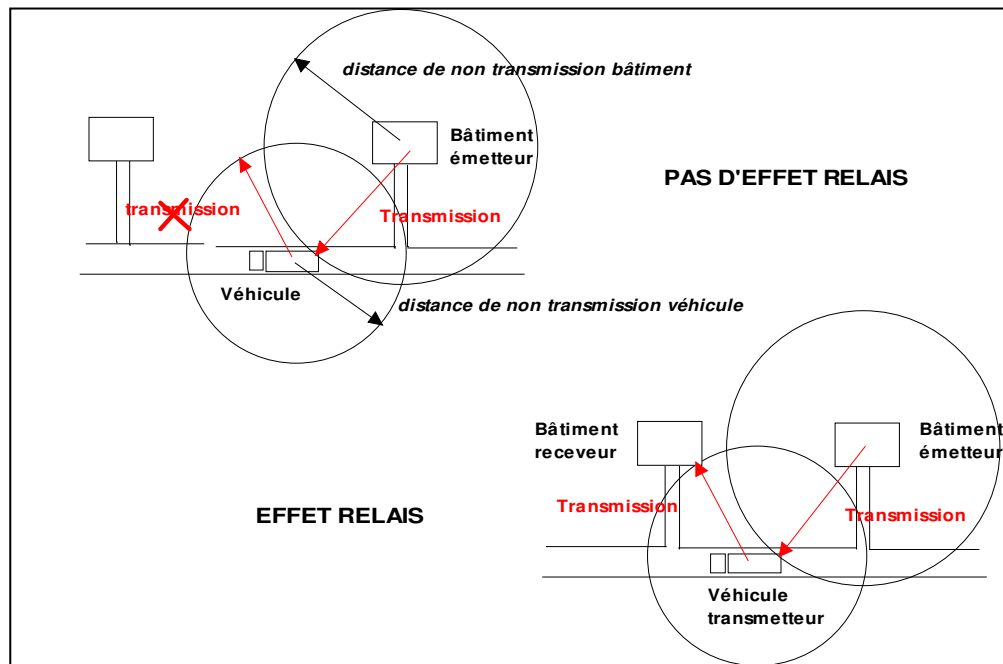 distance de non transmission bâtiment
Bâtiment
émetteur
PAS D'EFFET RELAIS
transmission
Transmission
Véhicule
distance de non transmission véhicule
Bâtiment
receveur
Bâtiment
émetteur
Transmission
Transmission
EFFET RELAIS
Véhicule
transmetteur